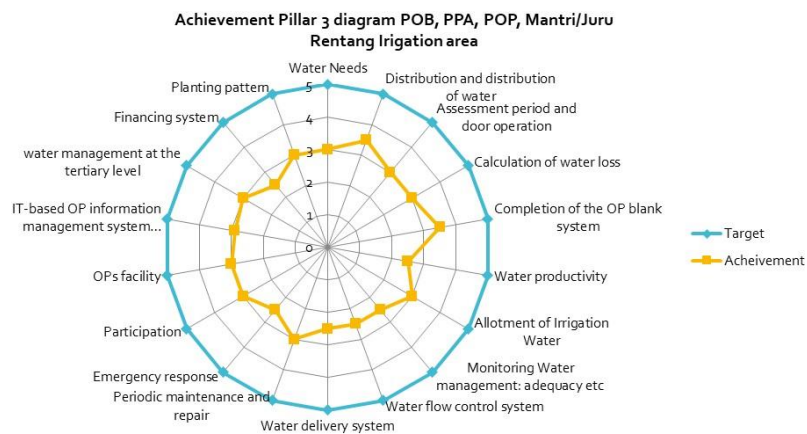 Achievement Pillar 3 diagram POB, PPA, POP, Mantri/Juru
Rentang Irrigation area
Water Needs
Distribution and distribution
of water
Assessment period and
door operation
Calculation of water loss
Completion of the OP blank
system
Water productivity
Allotment of Irrigation
Water
Monitoring Water
management: adequacy etc
Water flow control system
Water delivery system
Periodic maintenance and
repair
Emergency response
Participation
OPs facility
IT-based OP information
management system...
water management at the
tertiary level
Financing system
Planting pattern
5
4
3
2
1
0
Target
Acheivement